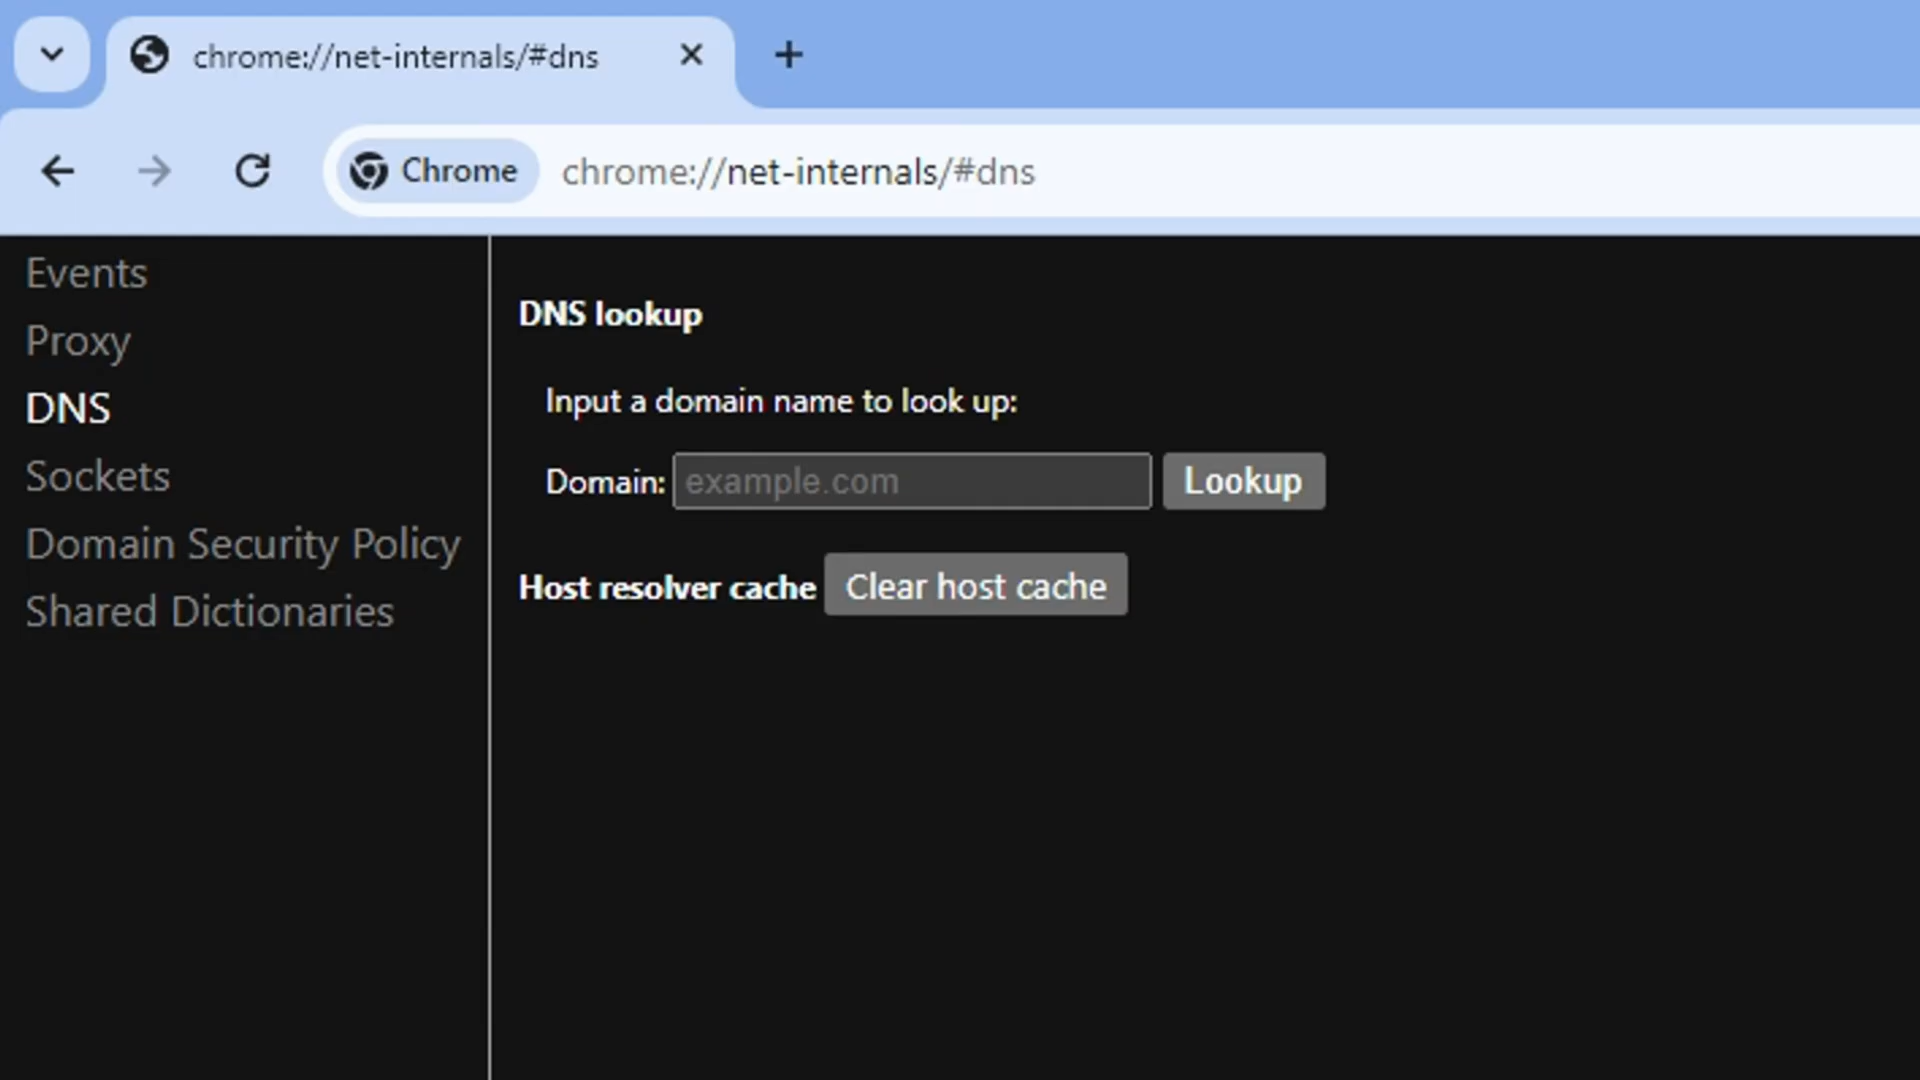 chrome://net-internals/#dns
Chrome chrome://net-internals/#dns
Events
Proxy
DNS
Sockets
Domain Security Policy
Shared Dictionaries
DNS lookup
Input a domain name to look up:
Domain: example.com Lookup
Host resolver cache Clear host cache